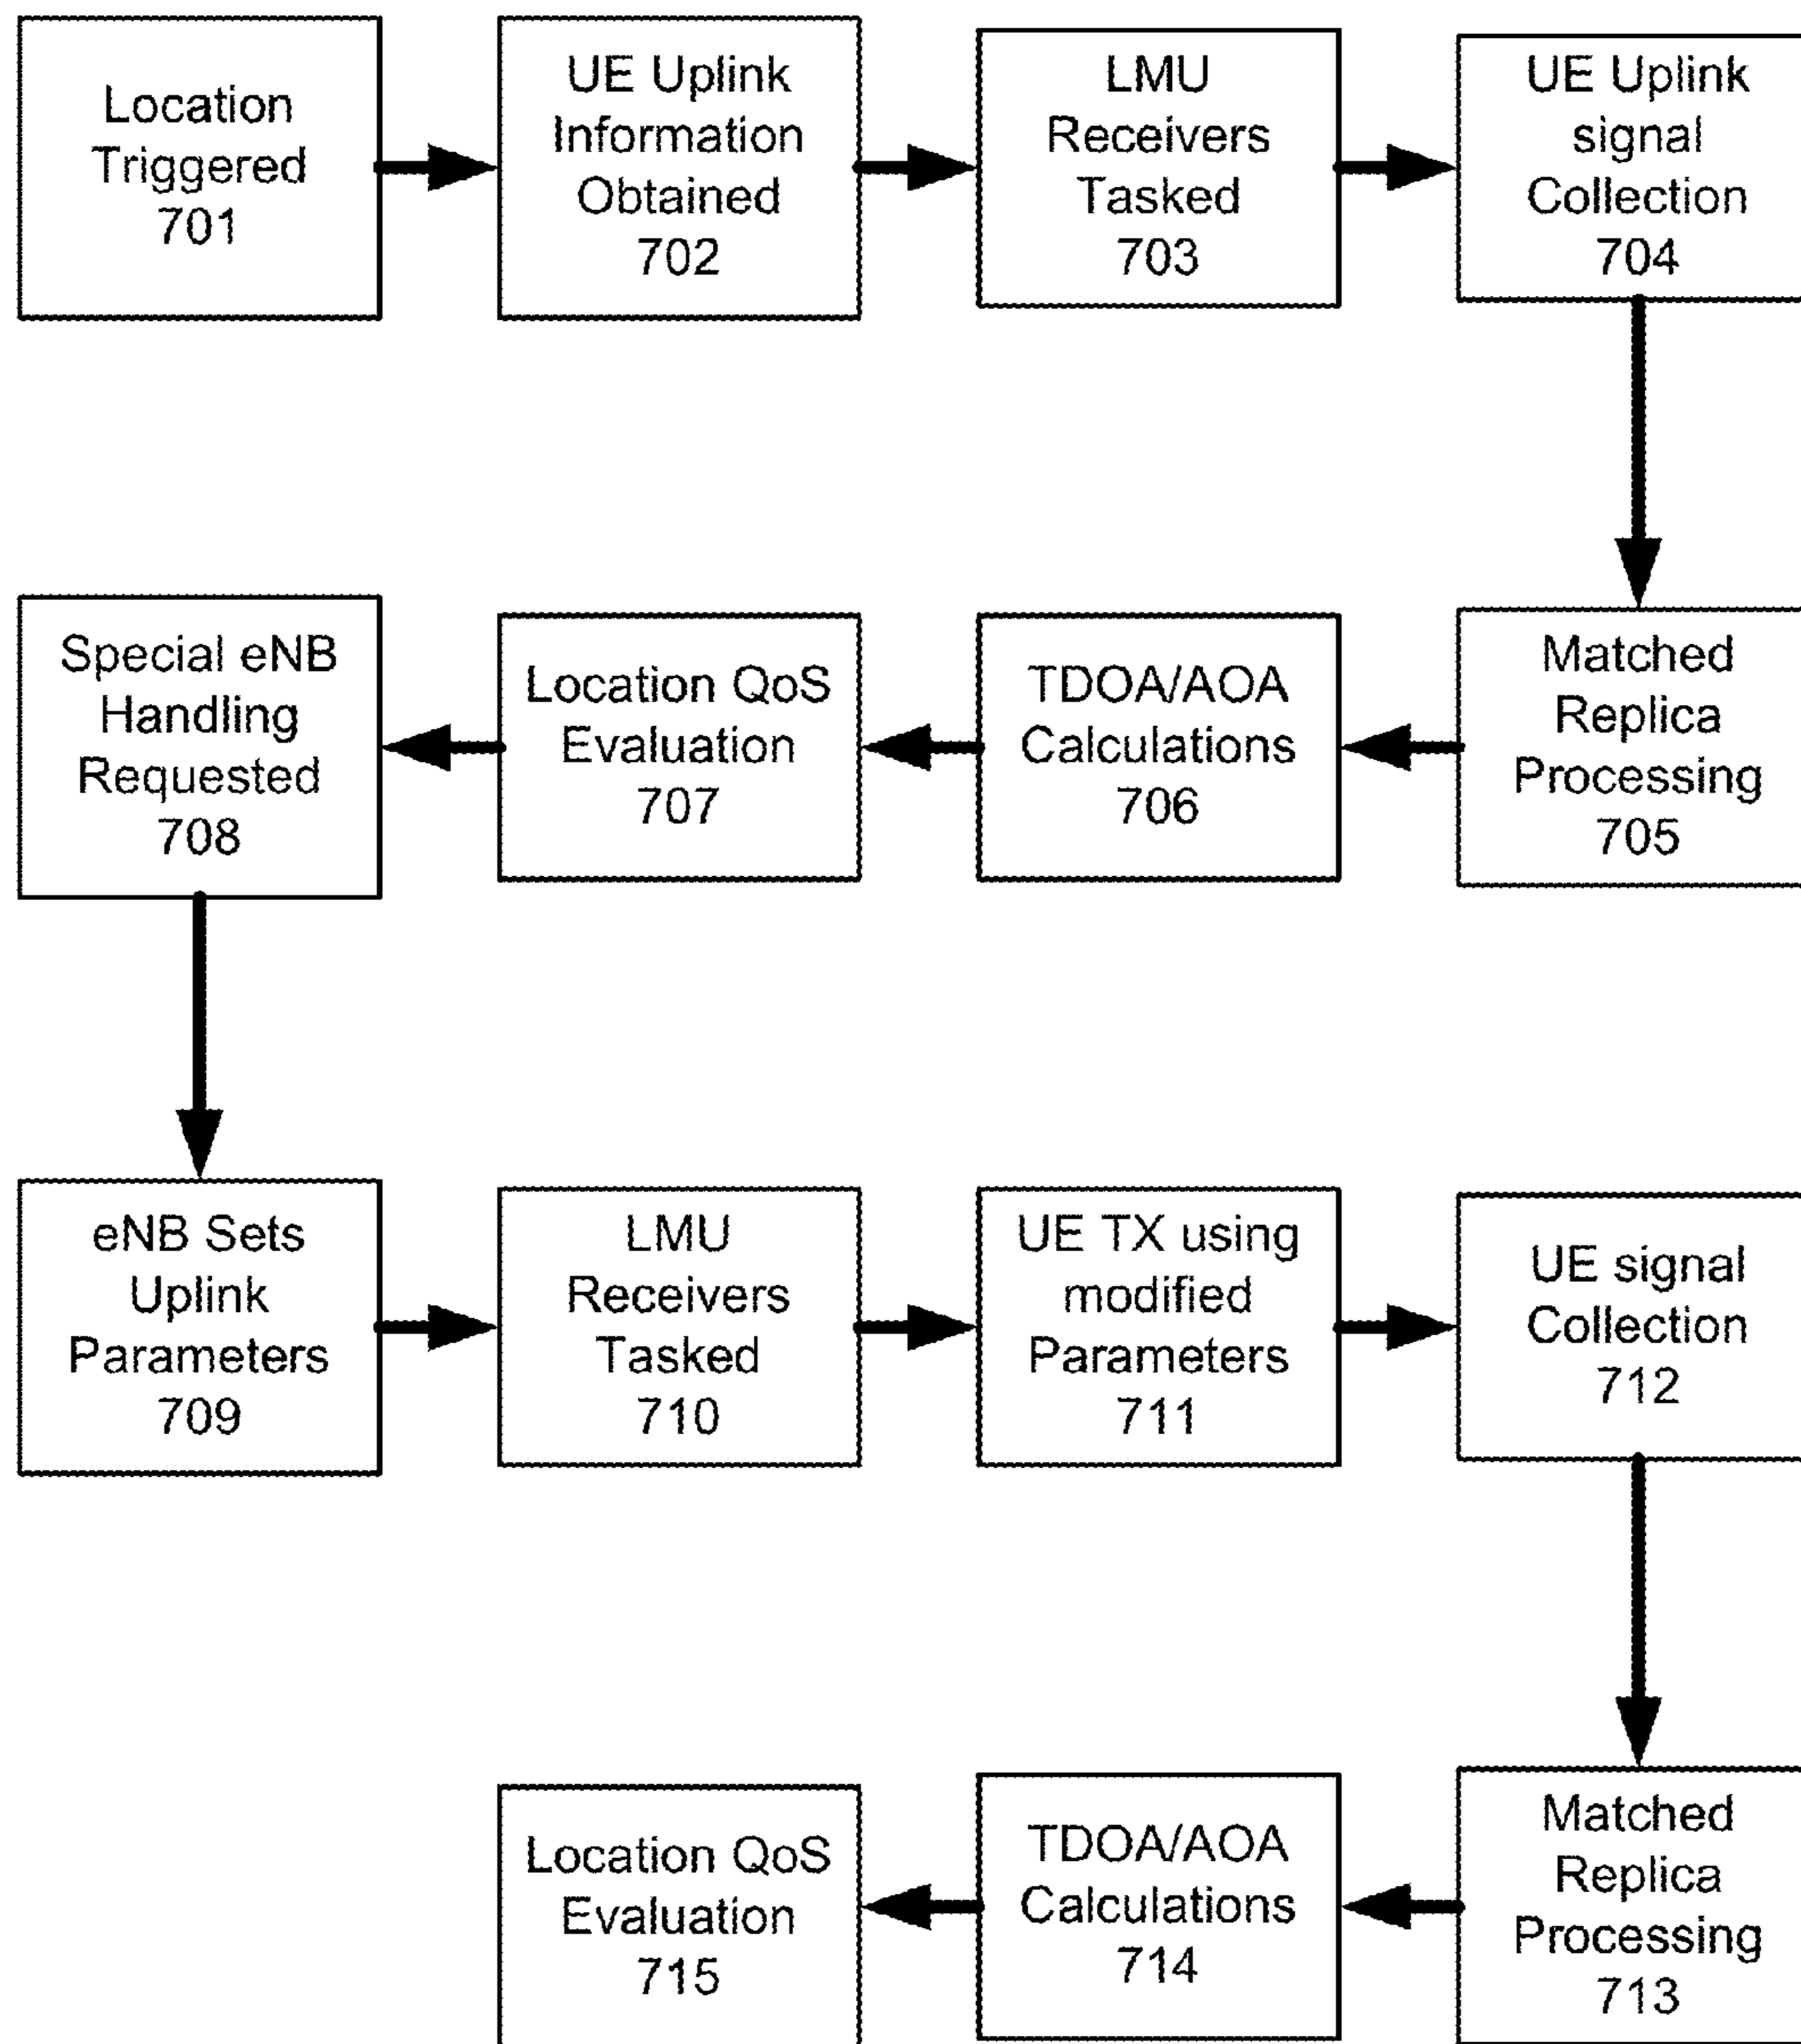 Location
Triggered
701
UE Uplink
Information
Obtained
702
LMU
Receivers
Tasked
703
UE Uplink
signal
Collection
704
Matched
Replica
Processing
705
TDOA/AOA
Calculations
706
Location QoS
Evaluation
707
Special eNB
Handling
Requested
708
eNB Sets
Uplink
Parameters
709
LMU
Receivers
Tasked
710
UE TX using
modified
Parameters
711
UE signal
Collection
712
Matched
Replica
Processing
713
TDOA/AOA
Calculations
714
Location QoS
Evaluation
715